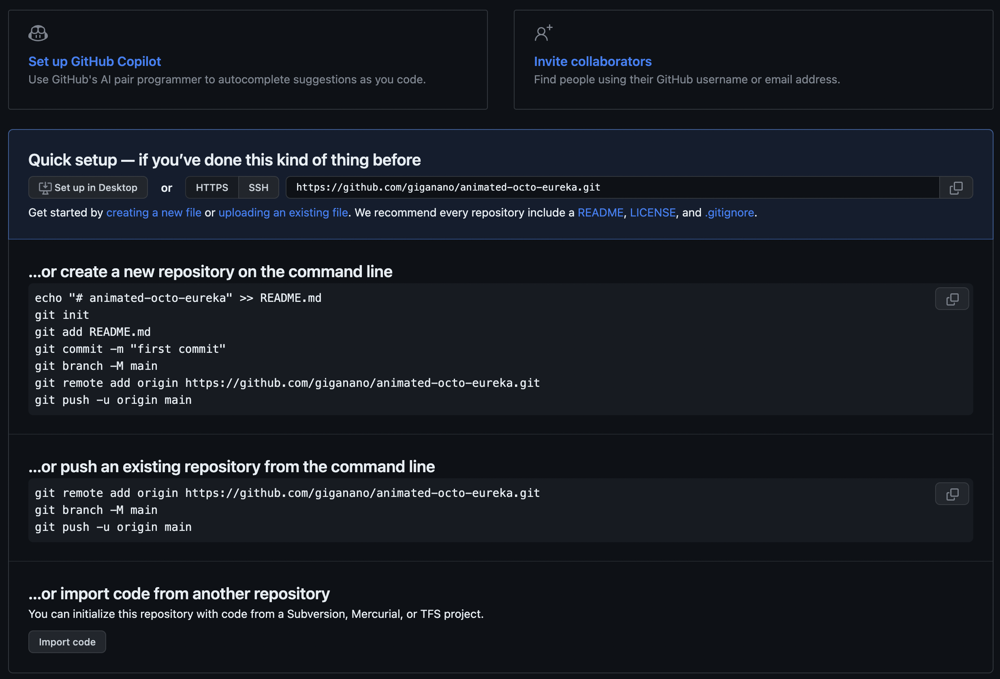 Set up GitHub Copilot
Use GitHub's AI pair programmer to autocomplete suggestions as you code.
Invite collaborators
Find people using their GitHub username or email address.
Quick setup — if you’ve done this kind of thing before
Set up in Desktop or HTTPS SSH https://github.com/giganano/animated-octo-eureka.git
Get started by creating a new file or uploading an existing file. We recommend every repository include a README, LICENSE, and .gitignore.
…or create a new repository on the command line
echo "# animated-octo-eureka" >> README.md
git init
git add README.md
git commit -m "first commit"
git branch -M main
git remote add origin https://github.com/giganano/animated-octo-eureka.git
git push -u origin main
…or push an existing repository from the command line
git remote add origin https://github.com/giganano/animated-octo-eureka.git
git branch -M main
git push -u origin main
…or import code from another repository
You can initialize this repository with code from a Subversion, Mercurial, or TFS project.
Import code